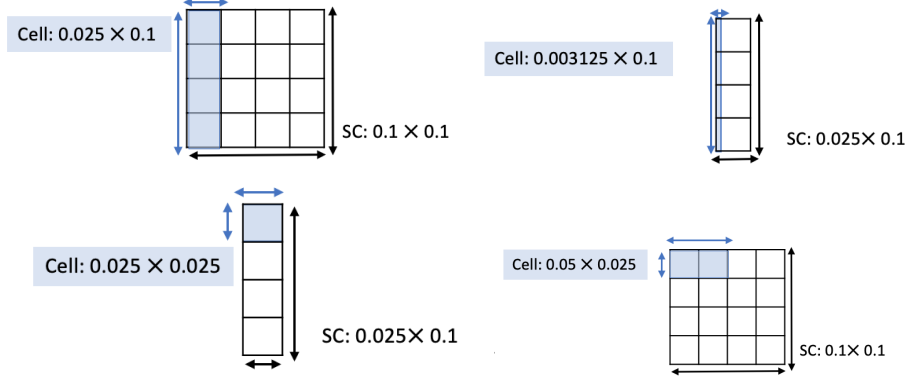 Cell: 0.025 × 0.1
SC: 0.1 × 0.1
Cell: 0.003125 × 0.1
SC: 0.025 × 0.1
Cell: 0.025 × 0.025
SC: 0.025× 0.1
Cell: 0.05 × 0.025
SC: 0.1× 0.1